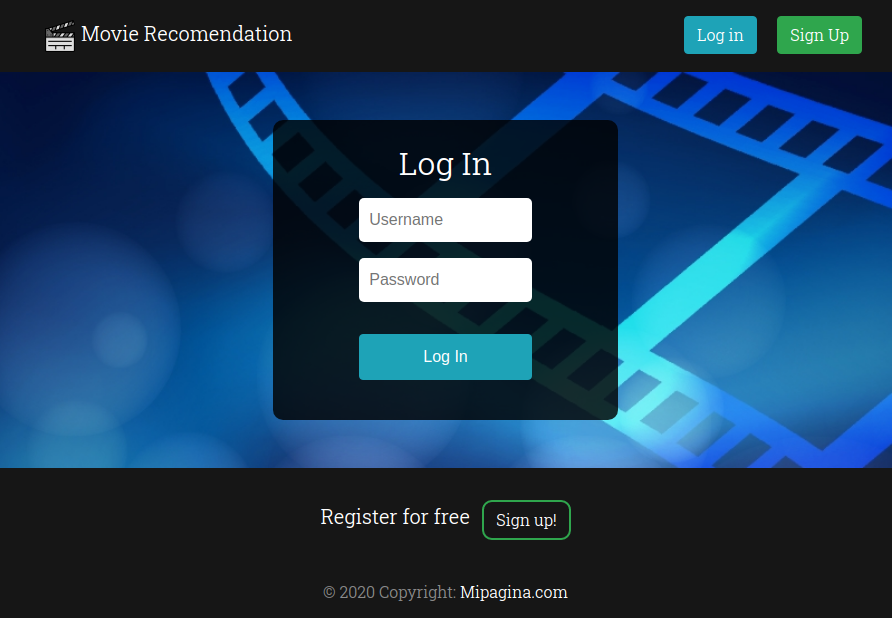 Movie Recomendation
Log in
Sign Up
Log In
Username
Password
Log In
Register for free
Sign up!
© 2020 Copyright: Mipagina.com